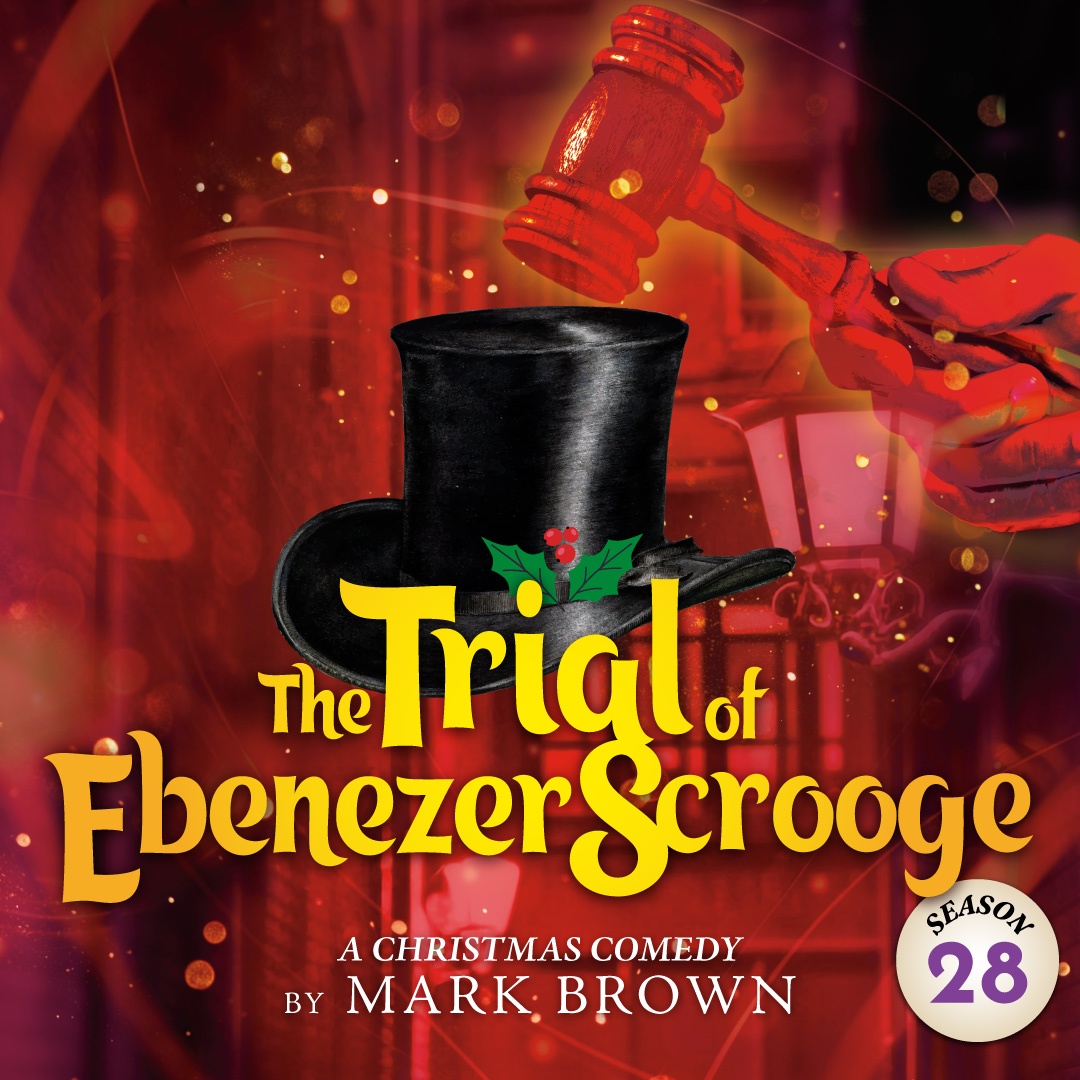 The Trial of
Ebenezer Scrooge
A CHRISTMAS COMEDY
BY MARK BROWN
SEASON
28